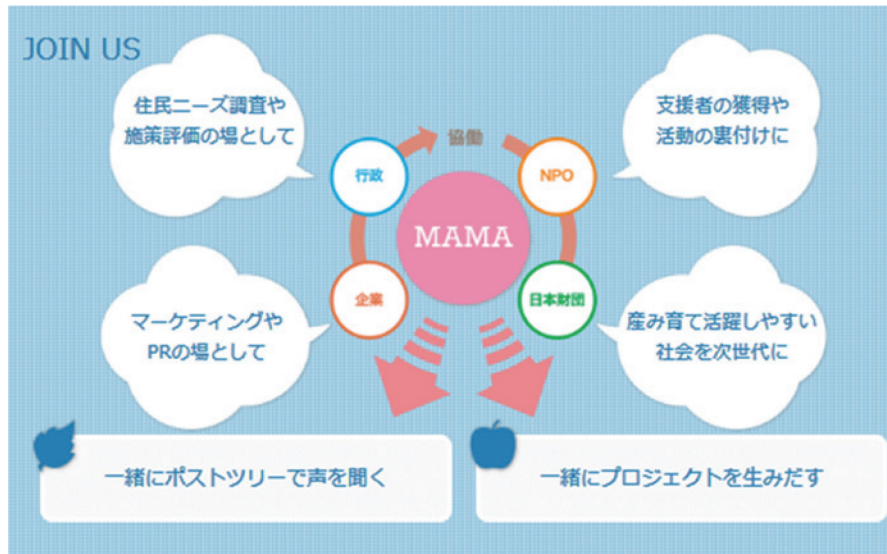 JOIN US
住民ニーズ調査や
施策評価の場として
支援者の獲得や
活動の裏付けに
協働
行政
NPO
MAMA
企業
日本財団
マーケティングや
PRの場として
産み育て活躍しやすい
社会を次世代に
一緒にポストツリーで声を聞く
一緒にプロジェクトを生みだす